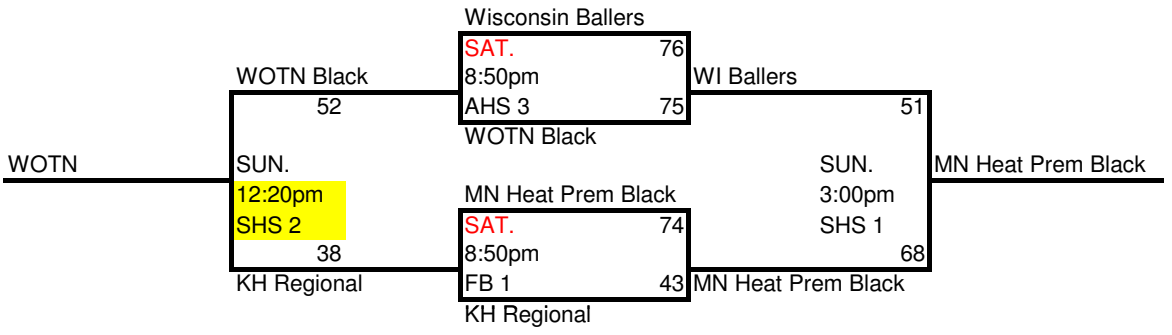 Wisconsin Ballers
SAT. 76
WOTN Black 8:50pm WI Ballers
52 AHS 3 75 51
WOTN Black
WOTN SUN. SUN. MN Heat Prem Black
12:20pm MN Heat Prem Black 3:00pm
SHS 2 SAT. 74 SHS 1
38 8:50pm 68
KH Regional FB 1 43 MN Heat Prem Black
KH Regional